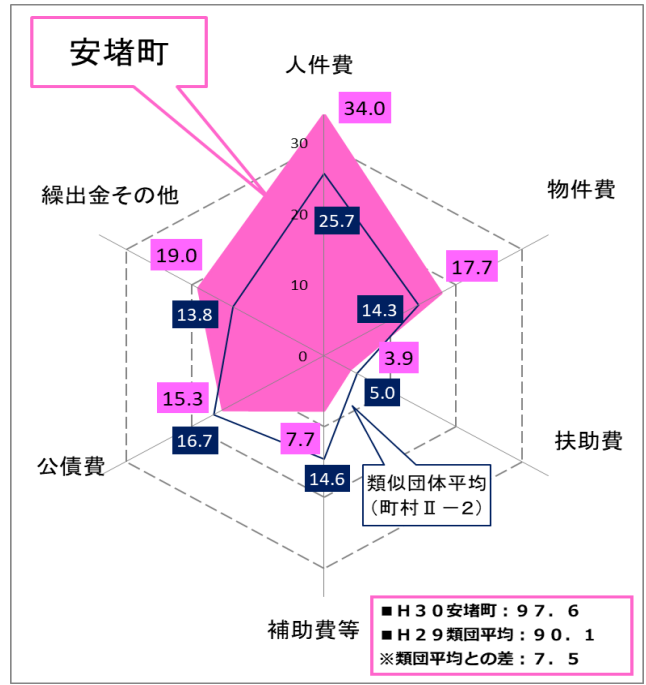 安堵町
人件費
34.0
30
物件費
繰出金その他
20
25.7
19.0
17.7
10
13.8
14.3
0
3.9
15.3
5.0
16.7
7.7
扶助費
公債費
14.6
類似団体平均
（町村Ⅱ－2）
補助費等
■Ｈ３０安堵町：９７．６
■Ｈ２９類団平均：９０．１
※類団平均との差：７．５